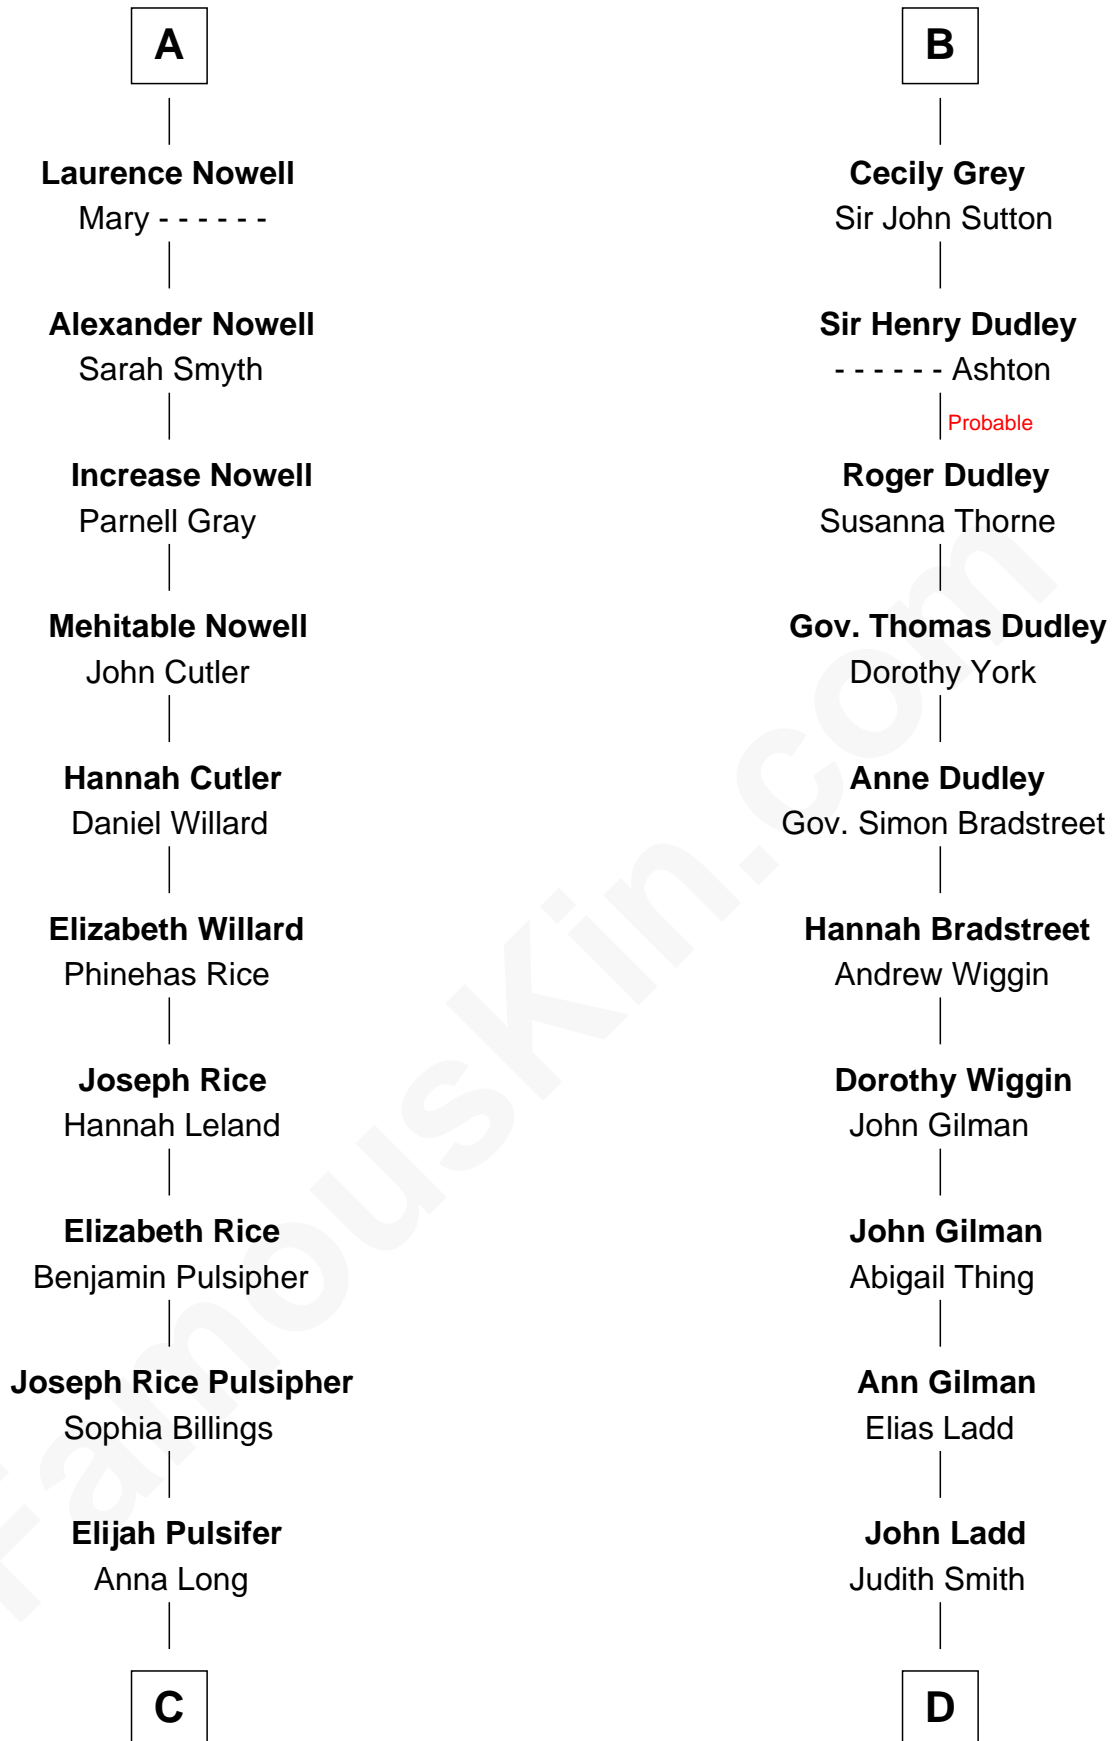 A
Laurence Nowell
Mary - - - - - -
Alexander Nowell
Sarah Smyth
Increase Nowell
Parnell Gray
Mehitable Nowell
John Cutler
Hannah Cutler
Daniel Willard
Elizabeth Willard
Phinehas Rice
Joseph Rice
Hannah Leland
Elizabeth Rice
Benjamin Pulsipher
Joseph Rice Pulsipher
Sophia Billings
Elijah Pulsifer
Anna Long
C
B
Cecily Grey
Sir John Sutton
Sir Henry Dudley
- - - - - - Ashton
Probable
Roger Dudley
Susanna Thorne
Gov. Thomas Dudley
Dorothy York
Anne Dudley
Gov. Simon Bradstreet
Hannah Bradstreet
Andrew Wiggin
Dorothy Wiggin
John Gilman
John Gilman
Abigail Thing
Ann Gilman
Elias Ladd
John Ladd
Judith Smith
D
FamousKin.com